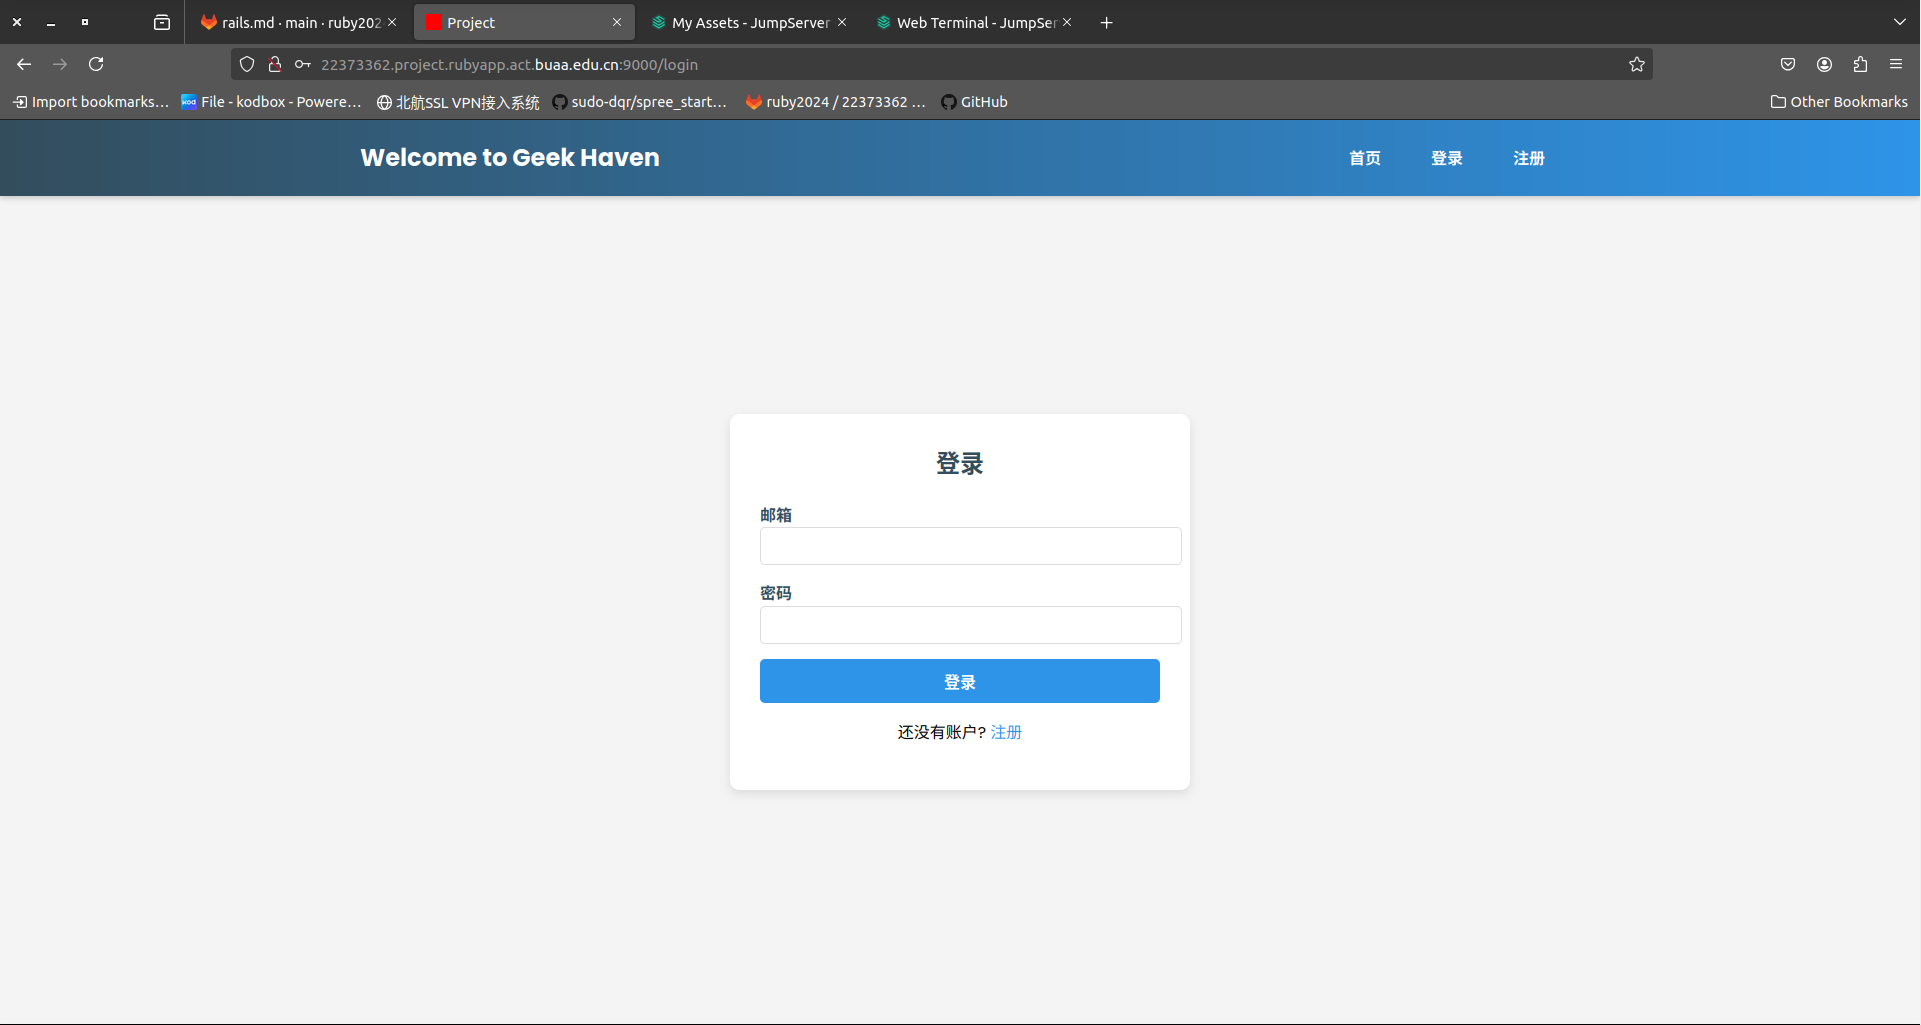 rails.md · main · ruby202
Project
My Assets - JumpServer
Web Terminal - JumpSer
22373362.project.rubyapp.act.buaa.edu.cn:9000/login
Import bookmarks...
File - kodbox - Powere...
北航SSL VPN接入系统
sudo-dqr/spree_start...
ruby2024 / 22373362 ...
GitHub
Other Bookmarks
Welcome to Geek Haven
首页
登录
注册
登录
邮箱
密码
登录
还没有账户? 注册